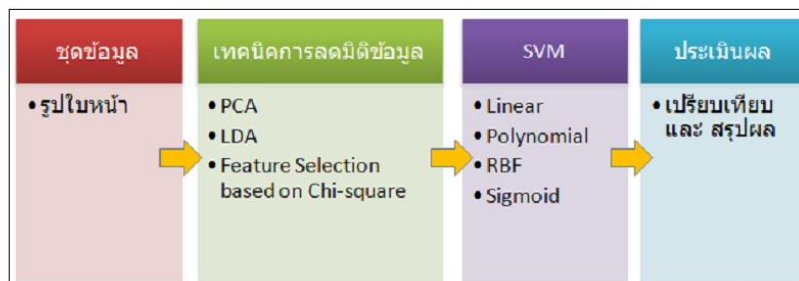 ชุดข้อมูล
• รูปใบหน้า
เทคนิคการลดมิติข้อมูล
• PCA
• LDA
• Feature Selection
based on Chi-square
SVM
• Linear
• Polynomial
• RBF
• Sigmoid
ประเมินผล
• เปรียบเทียบ
และ สรุปผล